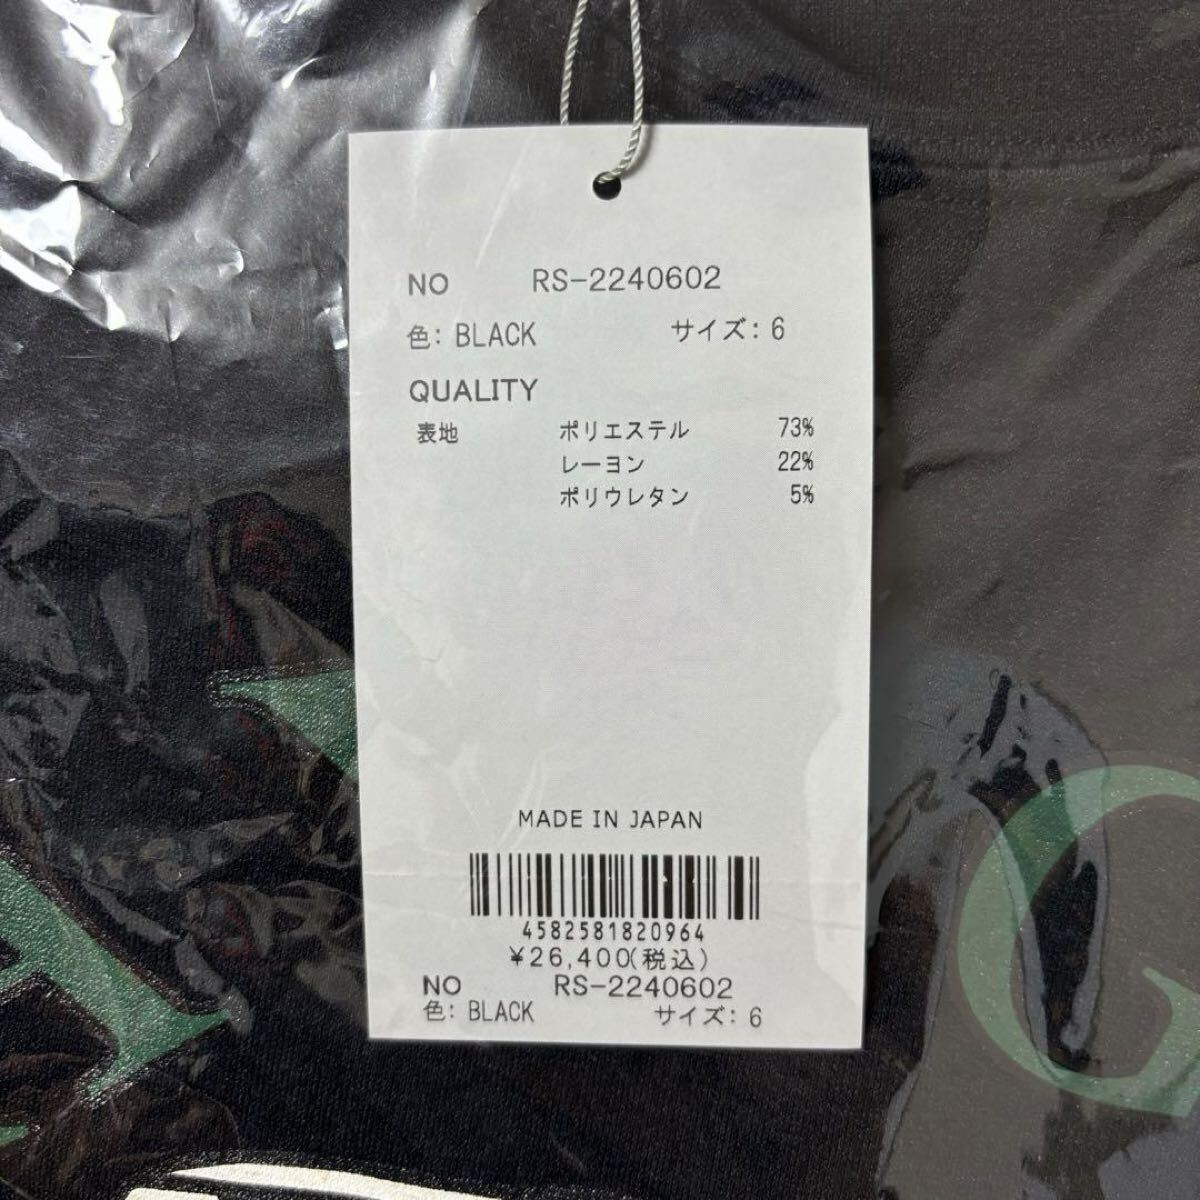 NO RS-2240602
色: BLACK サイズ: 6
QUALITY
表地 ポリエステル 73%
レーヨン 22%
ポリウレタン 5%
MADE IN JAPAN
4582581820964
¥26,400(税込)
NO RS-2240602
色: BLACK サイズ: 6
G